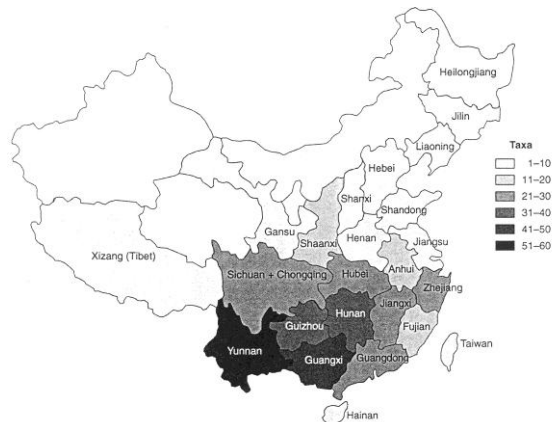 Heilongjiang
Jilin
Liaoning
Hebei
Shanxi
Shandong
Gansu
Shaanxi
Henan
Jiangsu
Xizang (Tibet)
Sichuan + Chongqing
Hubei
Anhui
Zhejiang
Hunan
Jiangxi
Guizhou
Fujian
Yunnan
Guangxi
Guangdong
Taiwan
Hainan
Taxa
1–10
11–20
21–30
31–40
41–50
51–60